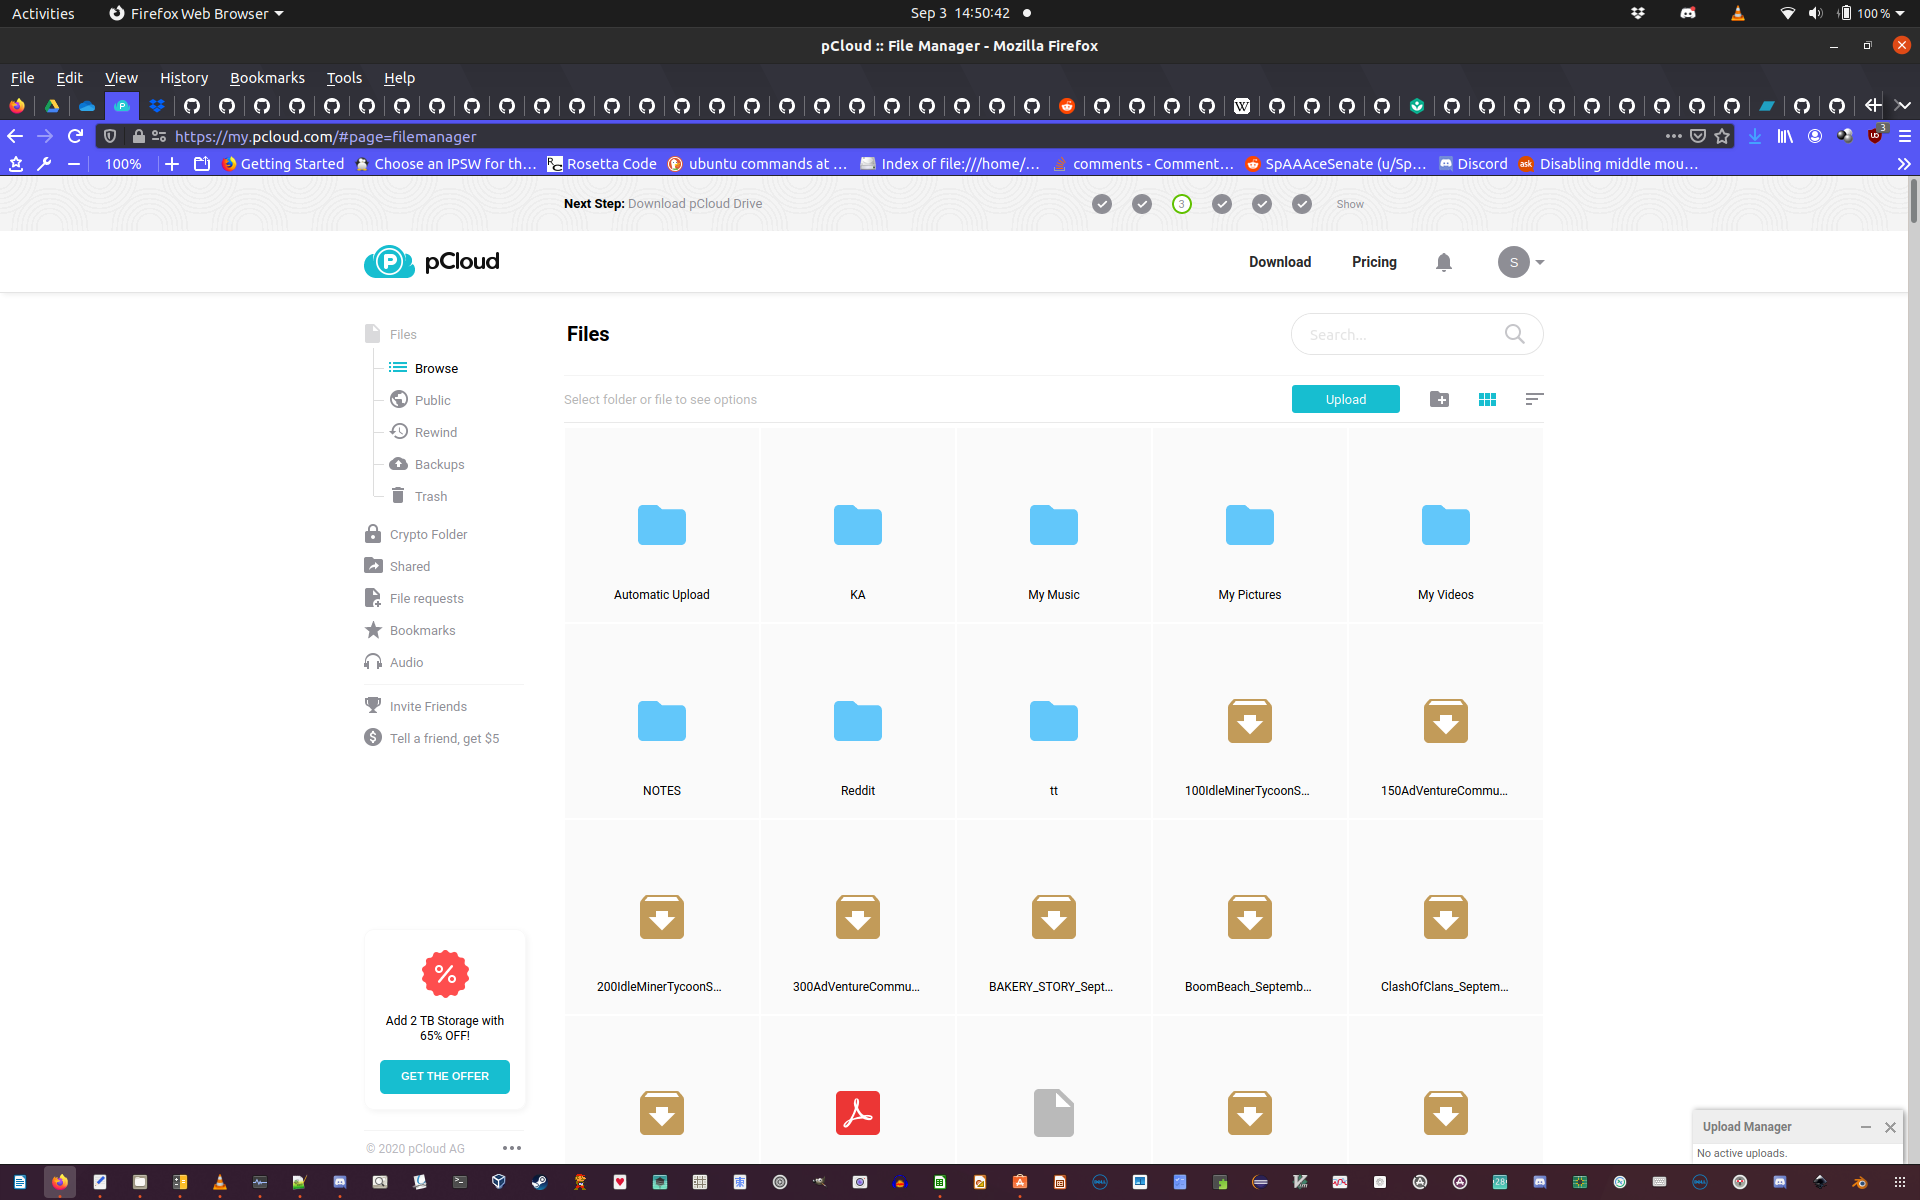 Activities
Firefox Web Browser
Sep 3 14:50:42
100 %
pCloud :: File Manager - Mozilla Firefox
File Edit View History Bookmarks Tools Help
https://my.pcloud.com/#page=filemanager
3
100%
Getting Started
Choose an IPSW for th…
Rosetta Code
ubuntu commands at …
Index of file:///home/…
comments - Comment…
SpAAAceSenate (u/Sp…
Discord
Disabling middle mou…
Next Step: Download pCloud Drive
3
Show
pCloud
Download
Pricing
S
Files
Browse
Public
Rewind
Backups
Trash
Crypto Folder
Shared
File requests
Bookmarks
Audio
Invite Friends
Tell a friend, get $5
Files
Search...
Select folder or file to see options
Upload
Automatic Upload
KA
My Music
My Pictures
My Videos
NOTES
Reddit
tt
100IdleMinerTycoonS...
150AdVentureCommu...
200IdleMinerTycoonS...
300AdVentureCommu...
BAKERY_STORY_Sept...
BoomBeach_Septemb...
ClashOfClans_Septem...
Add 2 TB Storage with
65% OFF!
GET THE OFFER
© 2020 pCloud AG
Upload Manager
No active uploads.